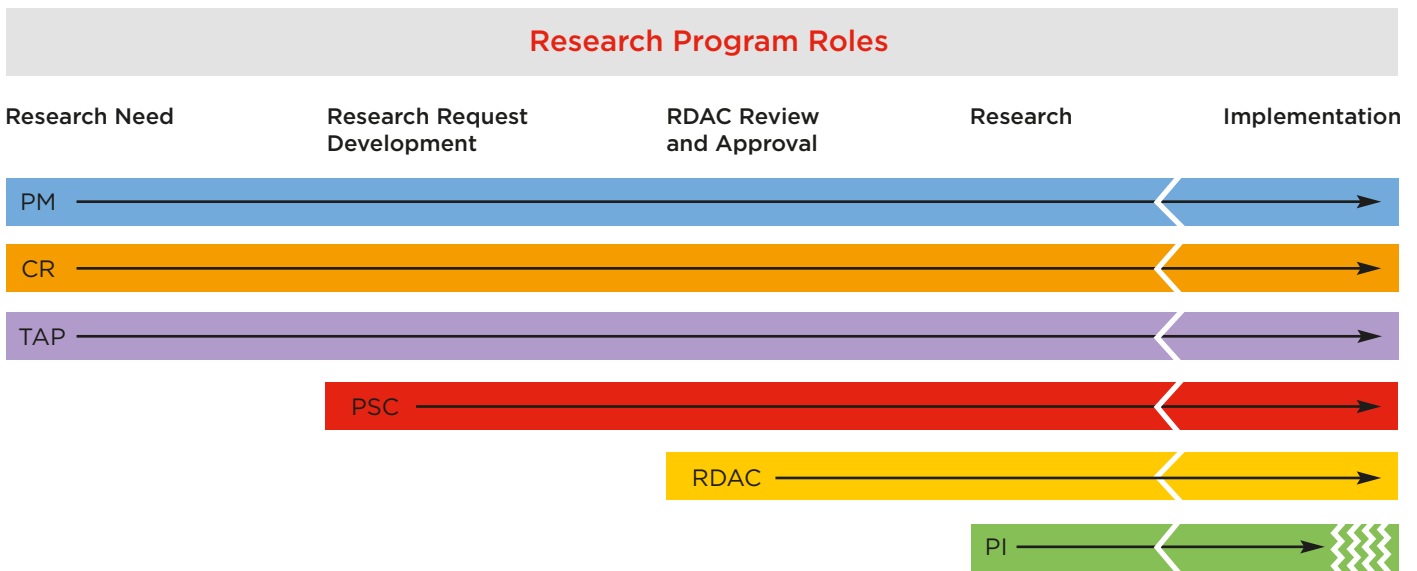 Research Program Roles
Research Need
Research Request
Development
RDAC Review
and Approval
Research
Implementation
PM
CR
TAP
PSC
RDAC
PI